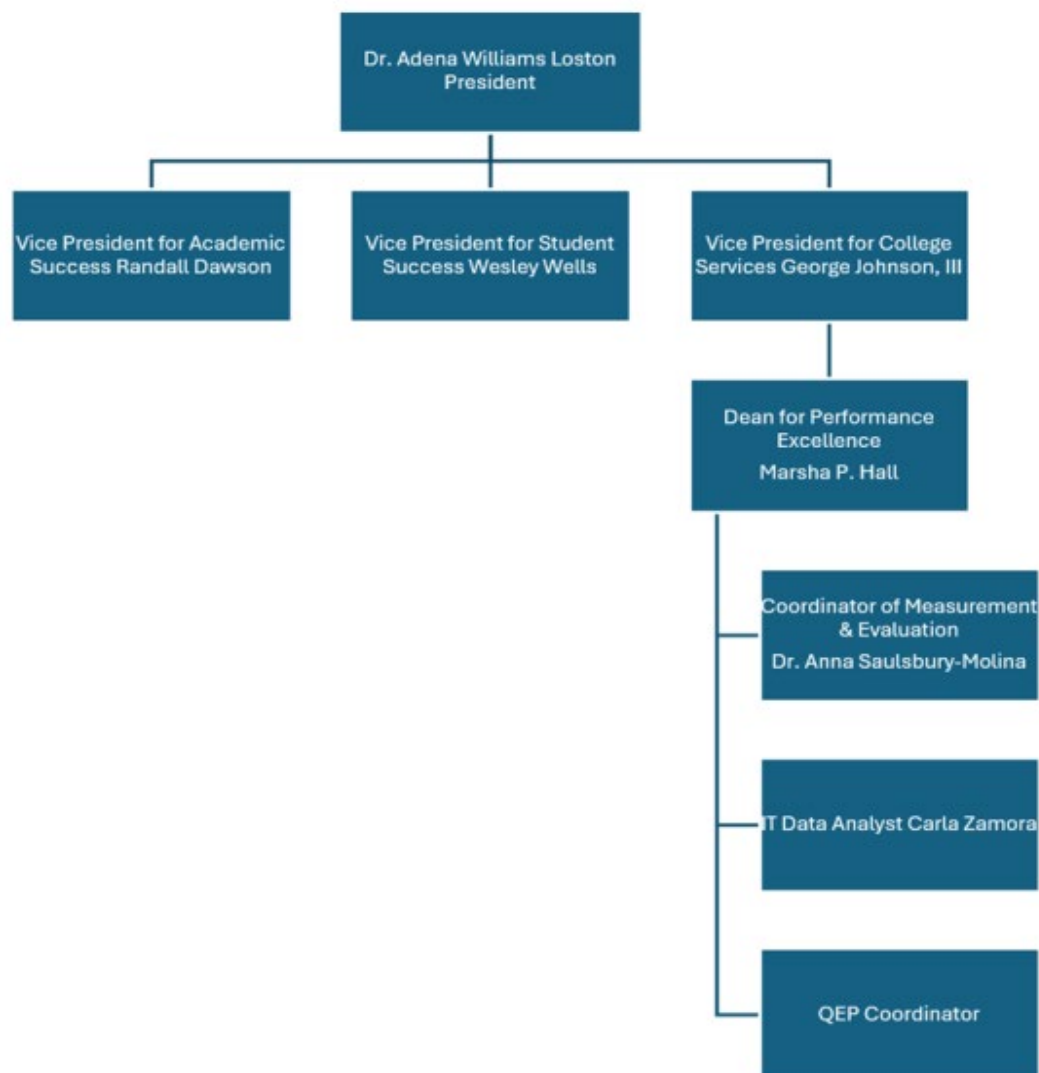 Dr. Adena Williams Loston
President
Vice President for Academic
Success Randall Dawson
Vice President for Student
Success Wesley Wells
Vice President for College
Services George Johnson, III
Dean for Performance
Excellence
Marsha P. Hall
Coordinator of Measurement
& Evaluation
Dr. Anna Saulsbury-Molina
IT Data Analyst Carla Zamora
QEP Coordinator